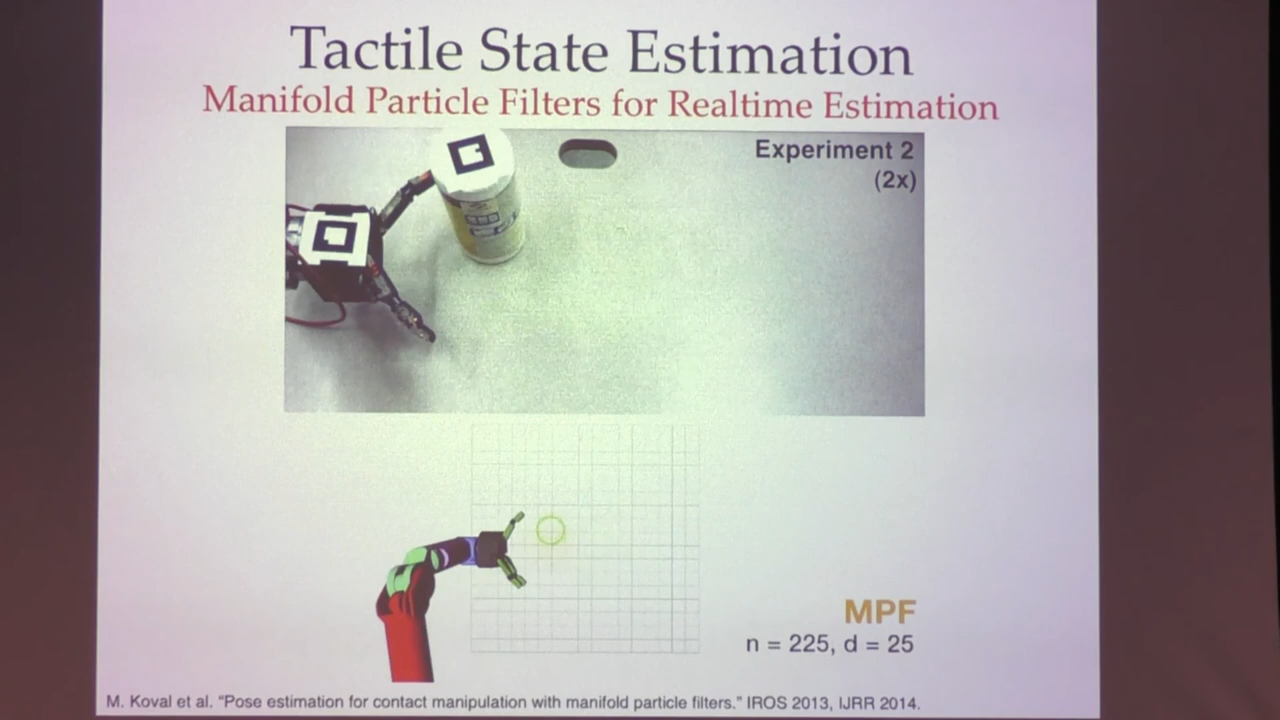 Tactile State Estimation
Manifold Particle Filters for Realtime Estimation
Experiment 2
(2x)
MPF
n = 225, d = 25
M. Koval et al. “Pose estimation for contact manipulation with manifold particle filters.” IROS 2013, IJRR 2014.